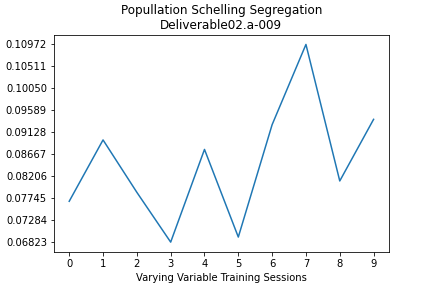 Popullation Schelling Segregation
Deliverable02.a-009
0.10972
0.10511
0.10050
0.09589
0.09128
0.08667
0.08206
0.07745
0.07284
0.06823
0 1 2 3 4 5 6 7 8 9
Varying Variable Training Sessions